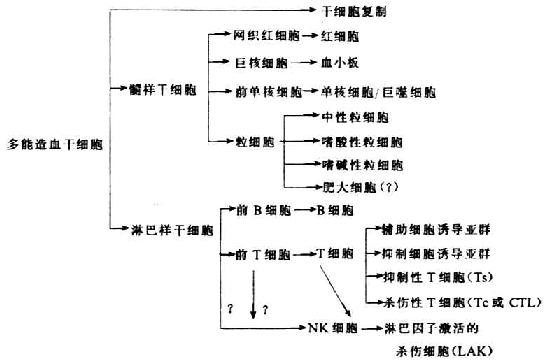 干细胞复制
网织红细胞 红细胞
巨核细胞 血小板
髓样干细胞 前单核细胞 单核细胞/巨噬细胞
中性粒细胞
多能造血干细胞 粒细胞 嗜酸性粒细胞
嗜碱性粒细胞
肥大细胞(?)
前B细胞 B细胞
淋巴样干细胞 辅助细胞诱导亚群
前T细胞 T细胞 抑制细胞诱导亚群
抑制性T细胞(Ts)
? ? 杀伤性T细胞(Tc或CTL)
NK细胞 淋巴因子激活的
杀伤细胞(LAK)